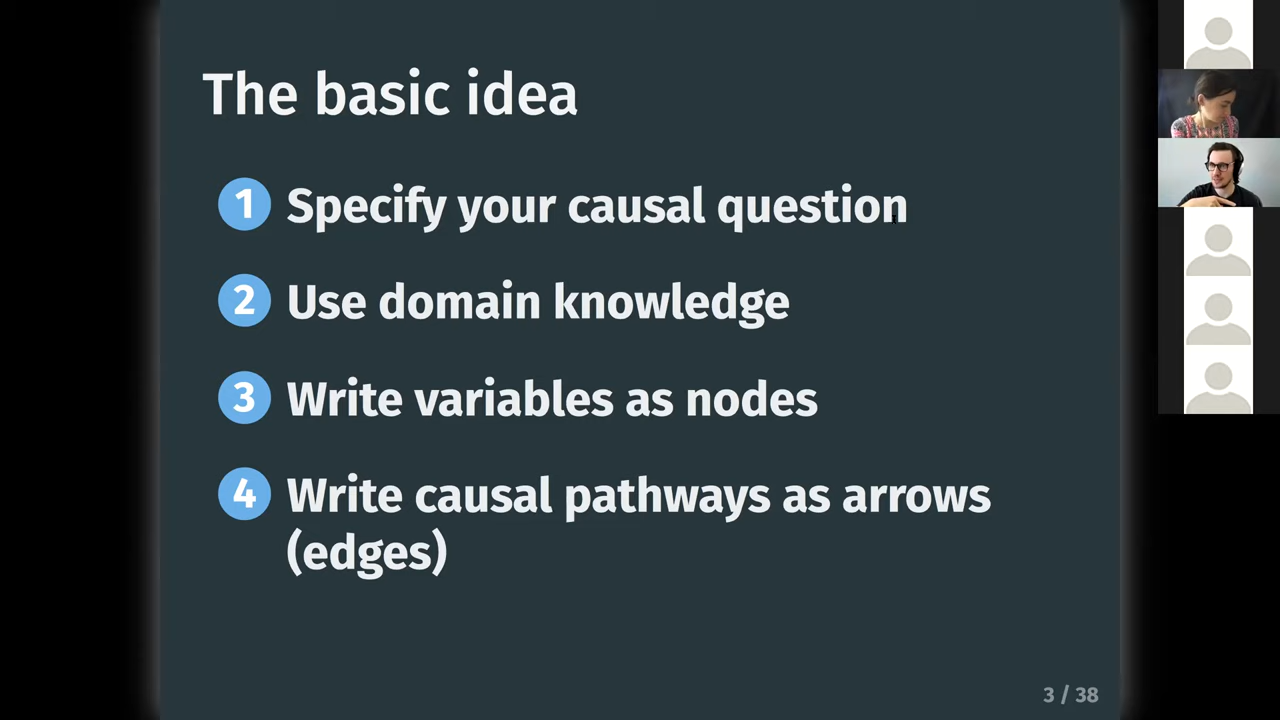 The basic idea
1 Specify your causal question
2 Use domain knowledge
3 Write variables as nodes
4 Write causal pathways as arrows
(edges)
3 / 38